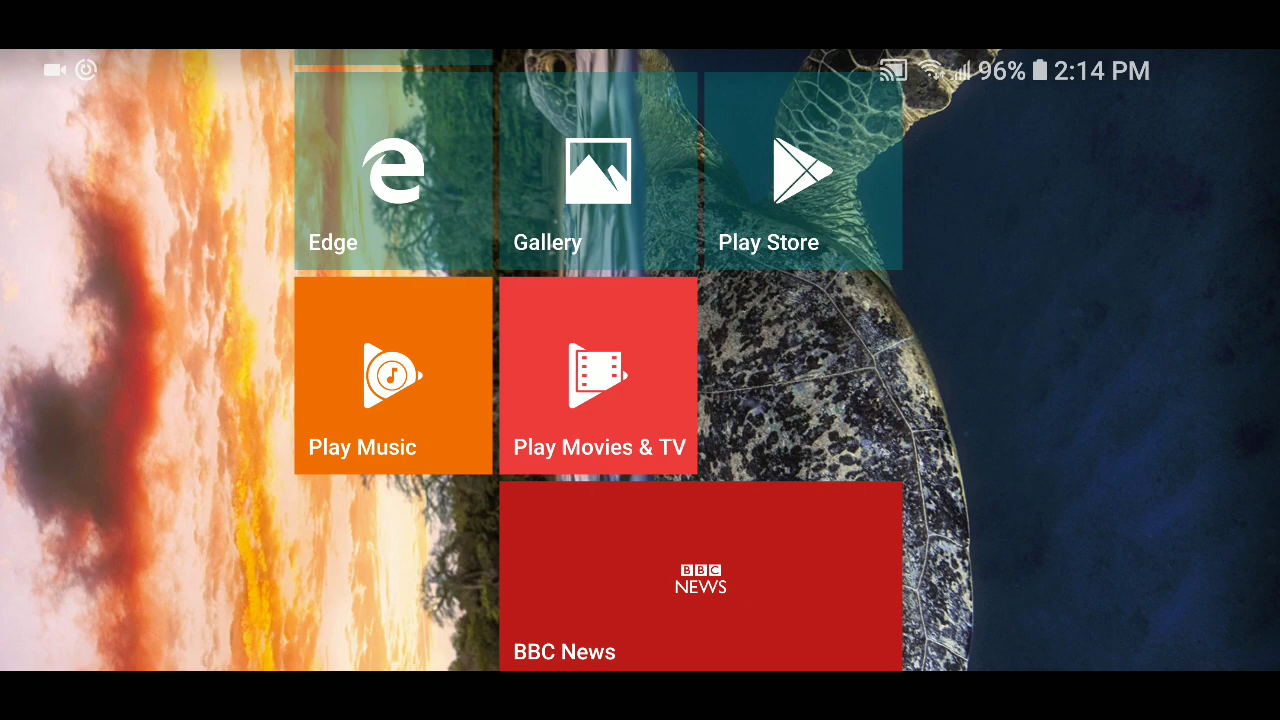 96% 2:14 PM
Edge
Gallery
Play Store
Play Music
Play Movies & TV
BBC
NEWS
BBC News